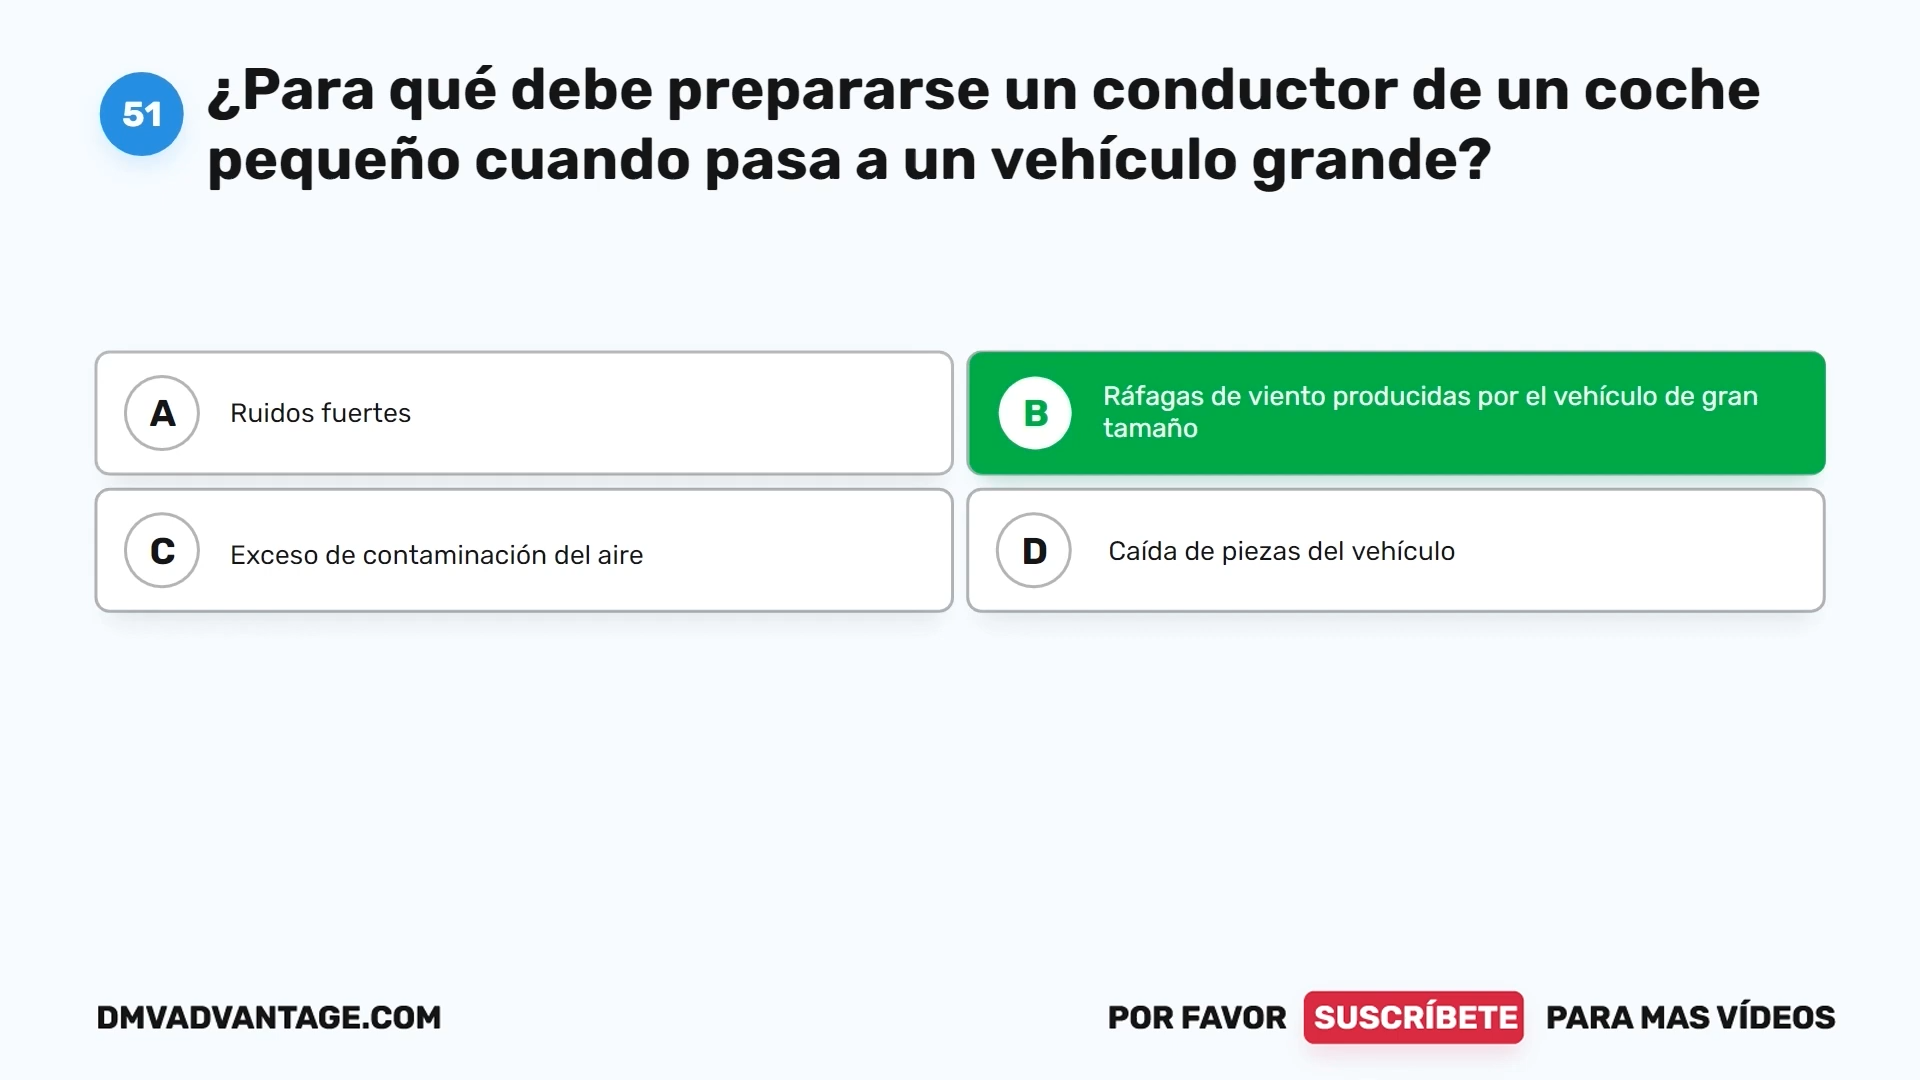 51
¿Para qué debe prepararse un conductor de un coche
pequeño cuando pasa a un vehículo grande?
A
Ruidos fuertes
B
Ráfagas de viento producidas por el vehículo de gran
tamaño
C
Exceso de contaminación del aire
D
Caída de piezas del vehículo
DMVADVANTAGE.COM
POR FAVOR SUSCRÍBETE PARA MAS VÍDEOS